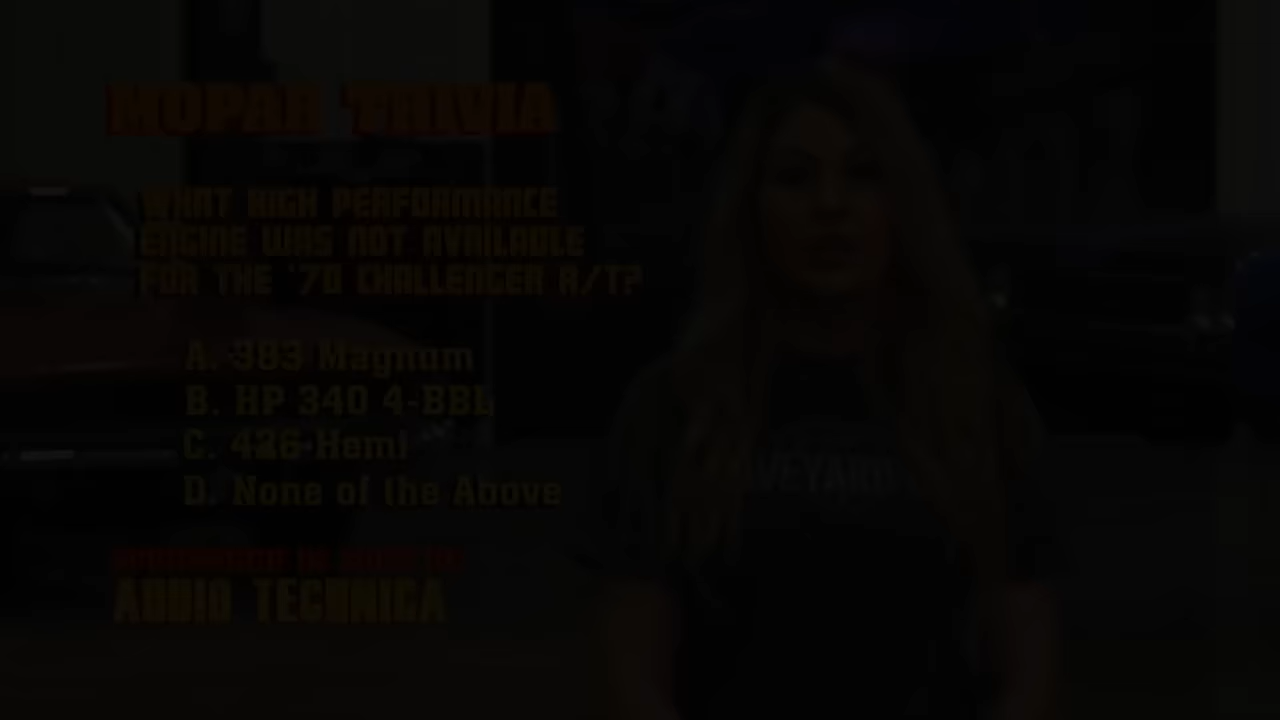 MOPAR TRIVIA
WHAT HIGH PERFORMANCE
ENGINE WAS NOT AVAILABLE
FOR THE '70 CHALLENGER R/T?
A. 383 Magnum
B. HP 340 4-BBL
C. 426 Hemi
D. None of the Above
AUDIO TECHNICA